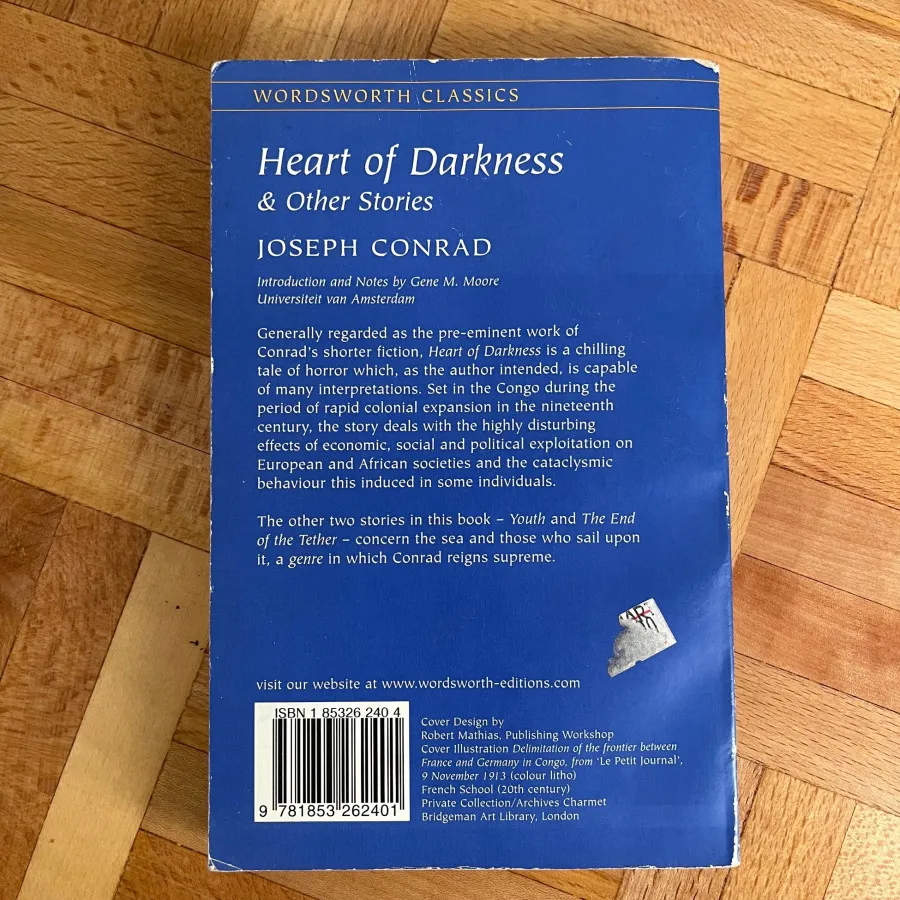 WORDSWORTH CLASSICS
Heart of Darkness
& Other Stories
JOSEPH CONRAD
Introduction and Notes by Gene M. Moore
Universiteit van Amsterdam
Generally regarded as the pre-eminent work of
Conrad's shorter fiction, Heart of Darkness is a chilling
tale of horror which, as the author intended, is capable
of many interpretations. Set in the Congo during the
period of rapid colonial expansion in the nineteenth
century, the story deals with the highly disturbing
effects of economic, social and political exploitation on
European and African societies and the cataclysmic
behaviour this induced in some individuals.
The other two stories in this book – Youth and The End
of the Tether – concern the sea and those who sail upon
it, a genre in which Conrad reigns supreme.
visit our website at www.wordsworth-editions.com
ISBN 1 85326 240 4
9 781853 262401
Cover Design by
Robert Mathias, Publishing Workshop
Cover Illustration Delimitation of the frontier between
France and Germany in Congo, from 'Le Petit Journal',
9 November 1913 (colour litho)
French School (20th century)
Private Collection/Archives Charmet
Bridgeman Art Library, London